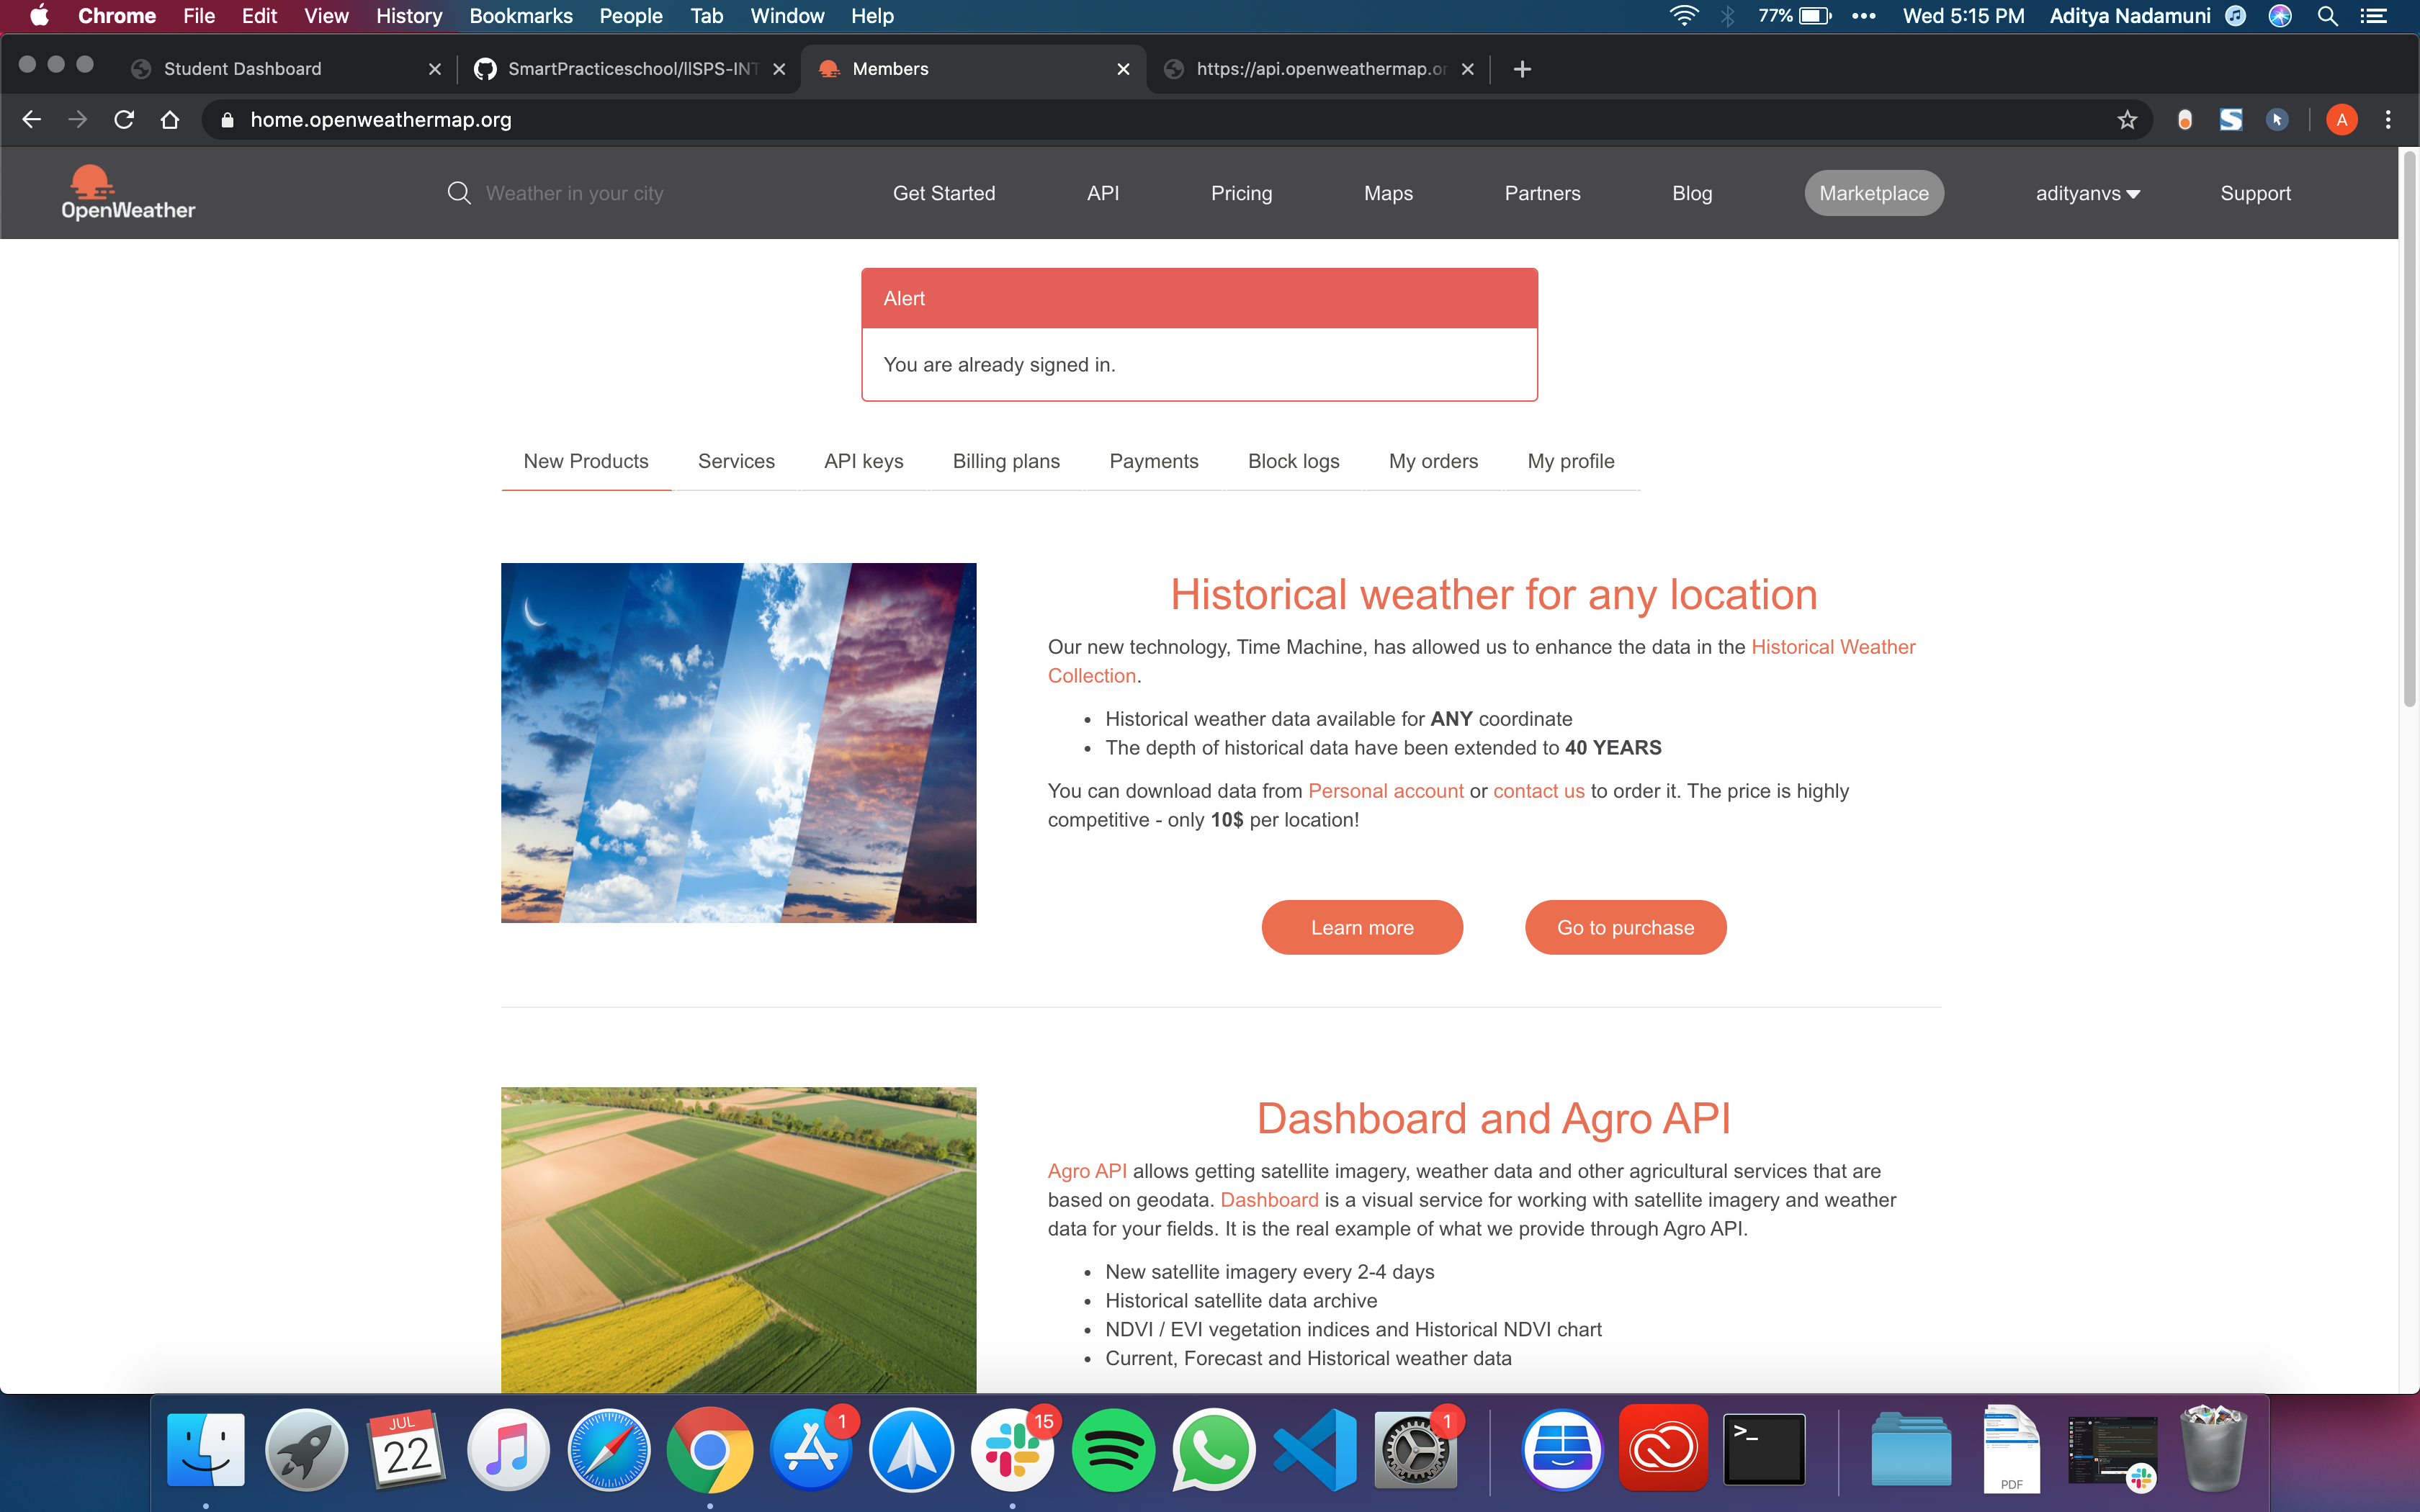 Chrome File Edit View History Bookmarks People Tab Window Help 77% Wed 5:15 PM Aditya Nadamuni
Student Dashboard SmartPracticeschool/llSPS-INT Members https://api.openweathermap.or
home.openweathermap.org A
OpenWeather Weather in your city Get Started API Pricing Maps Partners Blog Marketplace adityanvs Support
Alert
You are already signed in.
New Products Services API keys Billing plans Payments Block logs My orders My profile
Historical weather for any location
Our new technology, Time Machine, has allowed us to enhance the data in the Historical Weather
Collection.
• Historical weather data available for ANY coordinate
• The depth of historical data have been extended to 40 YEARS
You can download data from Personal account or contact us to order it. The price is highly
competitive - only 10$ per location!
Learn more Go to purchase
Dashboard and Agro API
Agro API allows getting satellite imagery, weather data and other agricultural services that are
based on geodata. Dashboard is a visual service for working with satellite imagery and weather
data for your fields. It is the real example of what we provide through Agro API.
• New satellite imagery every 2-4 days
• Historical satellite data archive
• NDVI / EVI vegetation indices and Historical NDVI chart
• Current, Forecast and Historical weather data
JUL
22
1
15
1
>_
PDF